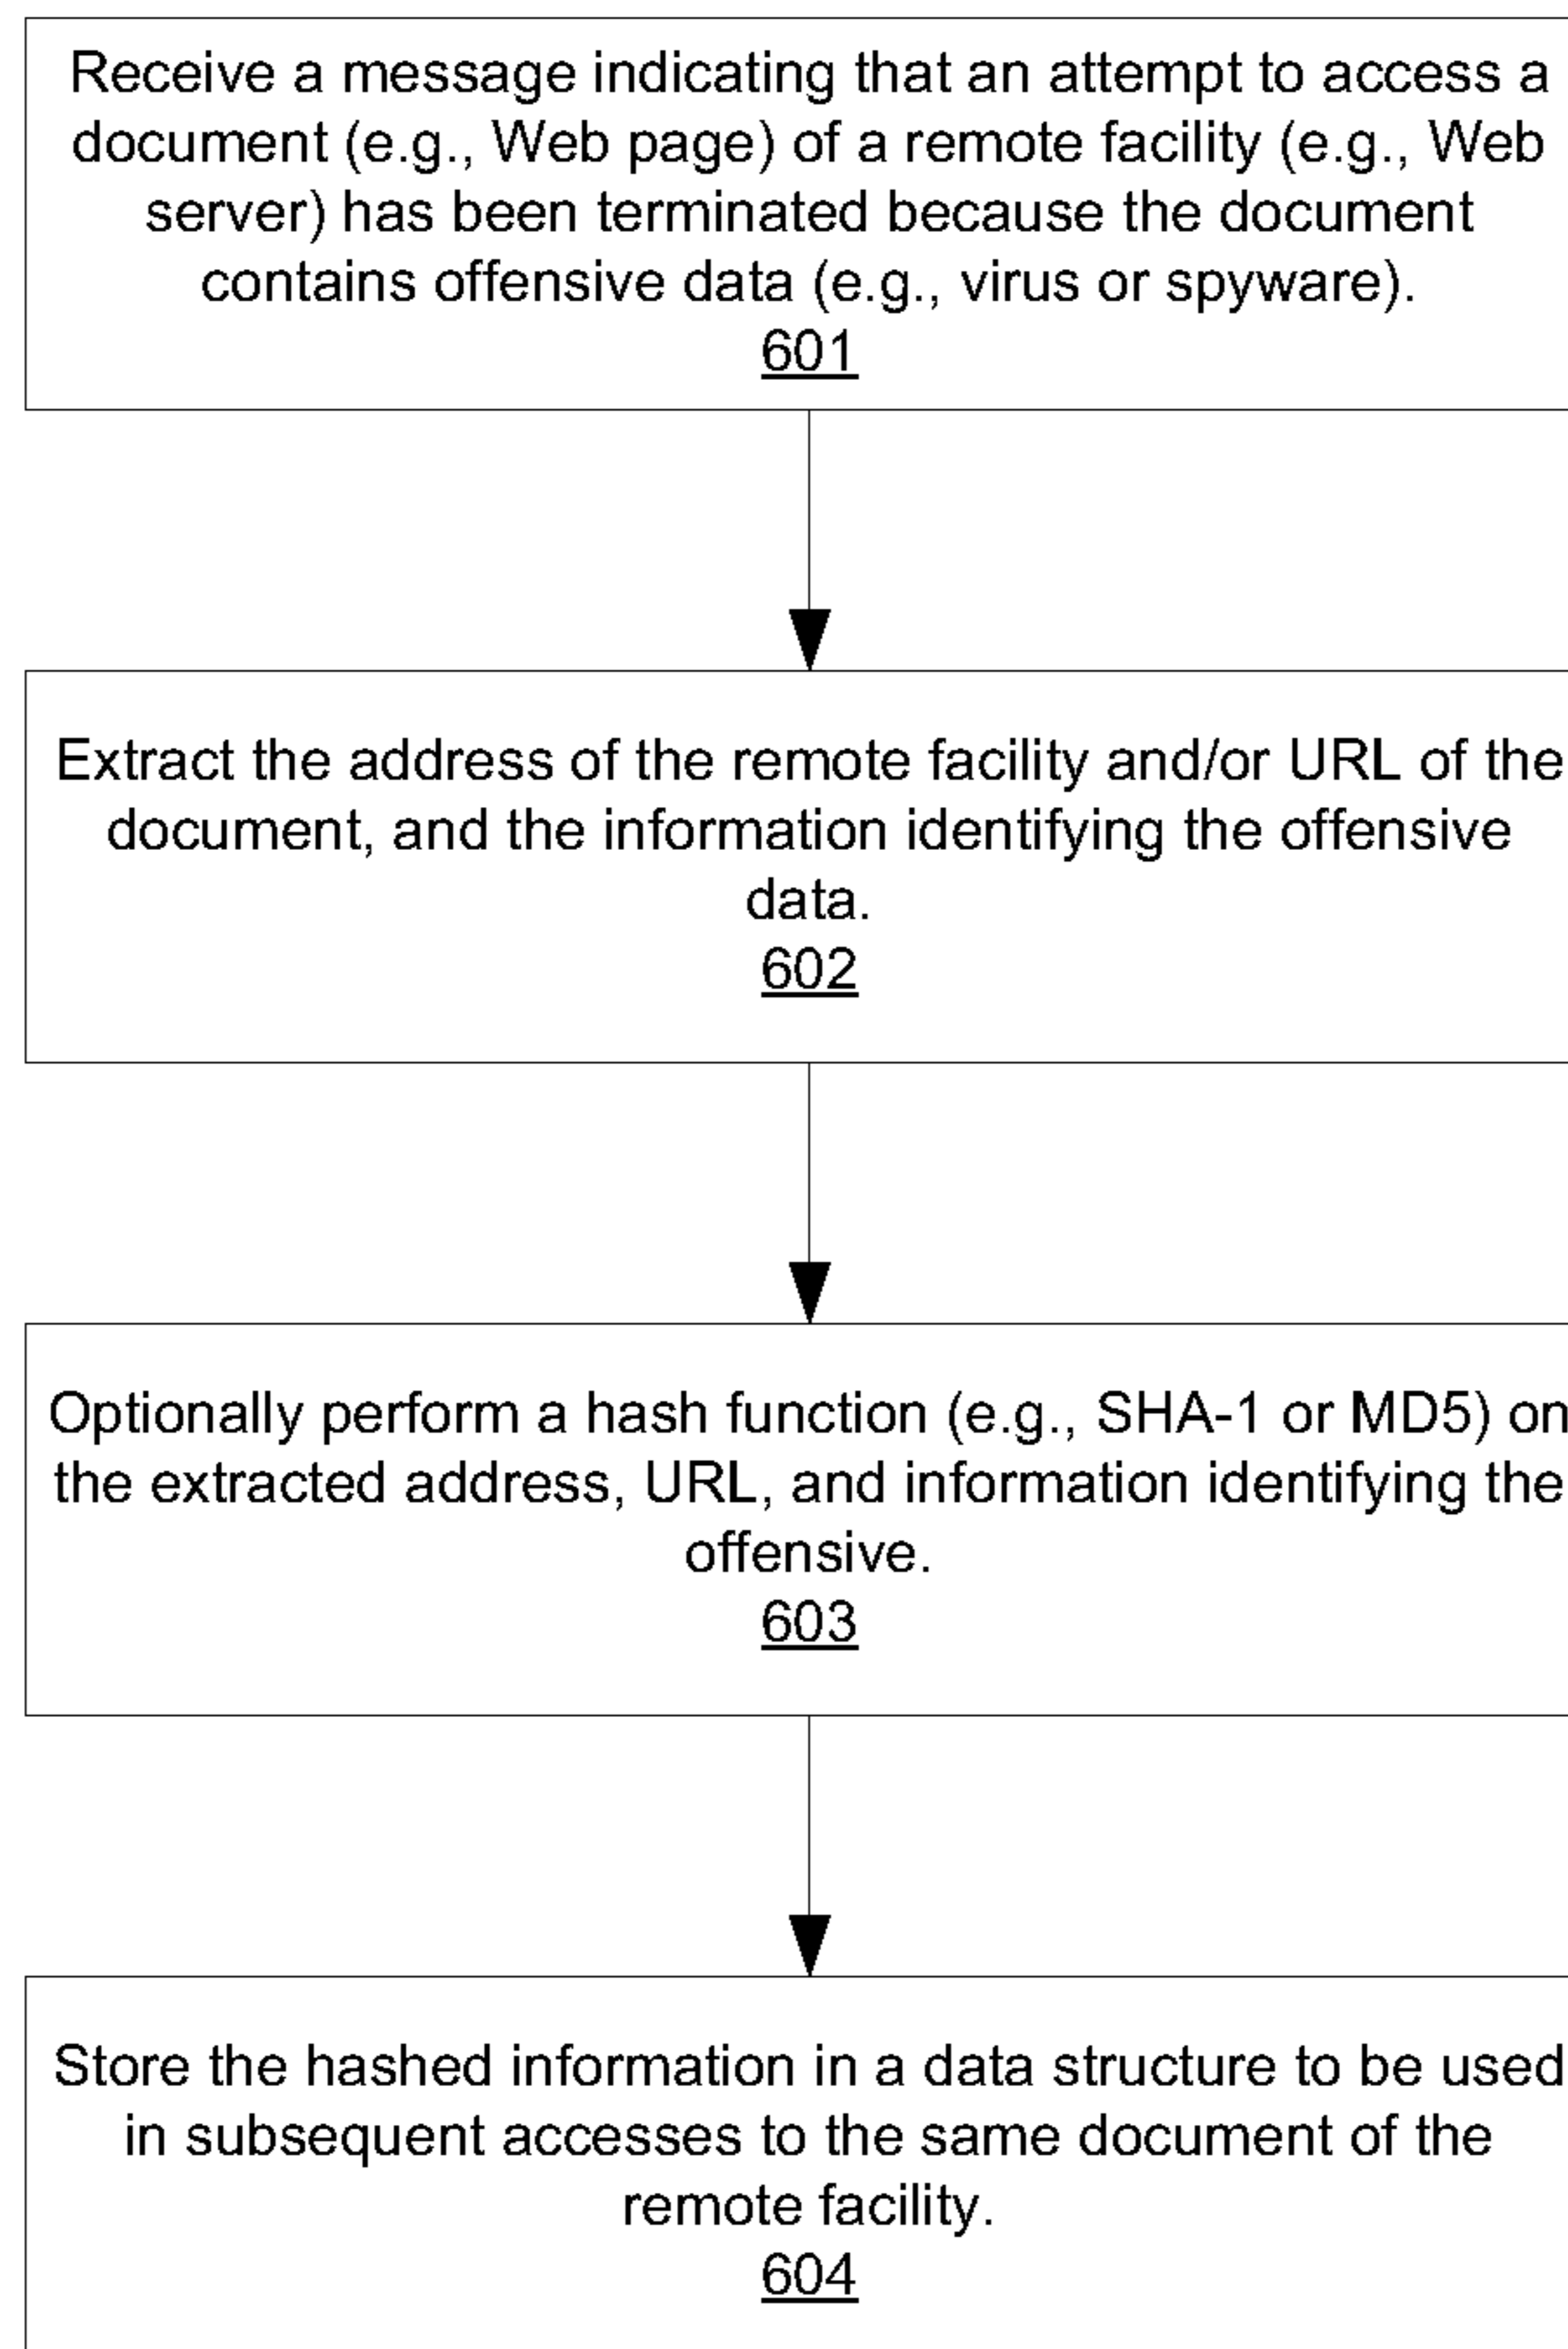 Receive a message indicating that an attempt to access a
document (e.g., Web page) of a remote facility (e.g., Web
server) has been terminated because the document
contains offensive data (e.g., virus or spyware).
601
Extract the address of the remote facility and/or URL of the
document, and the information identifying the offensive
data.
602
Optionally perform a hash function (e.g., SHA-1 or MD5) on
the extracted address, URL, and information identifying the
offensive.
603
Store the hashed information in a data structure to be used
in subsequent accesses to the same document of the
remote facility.
604